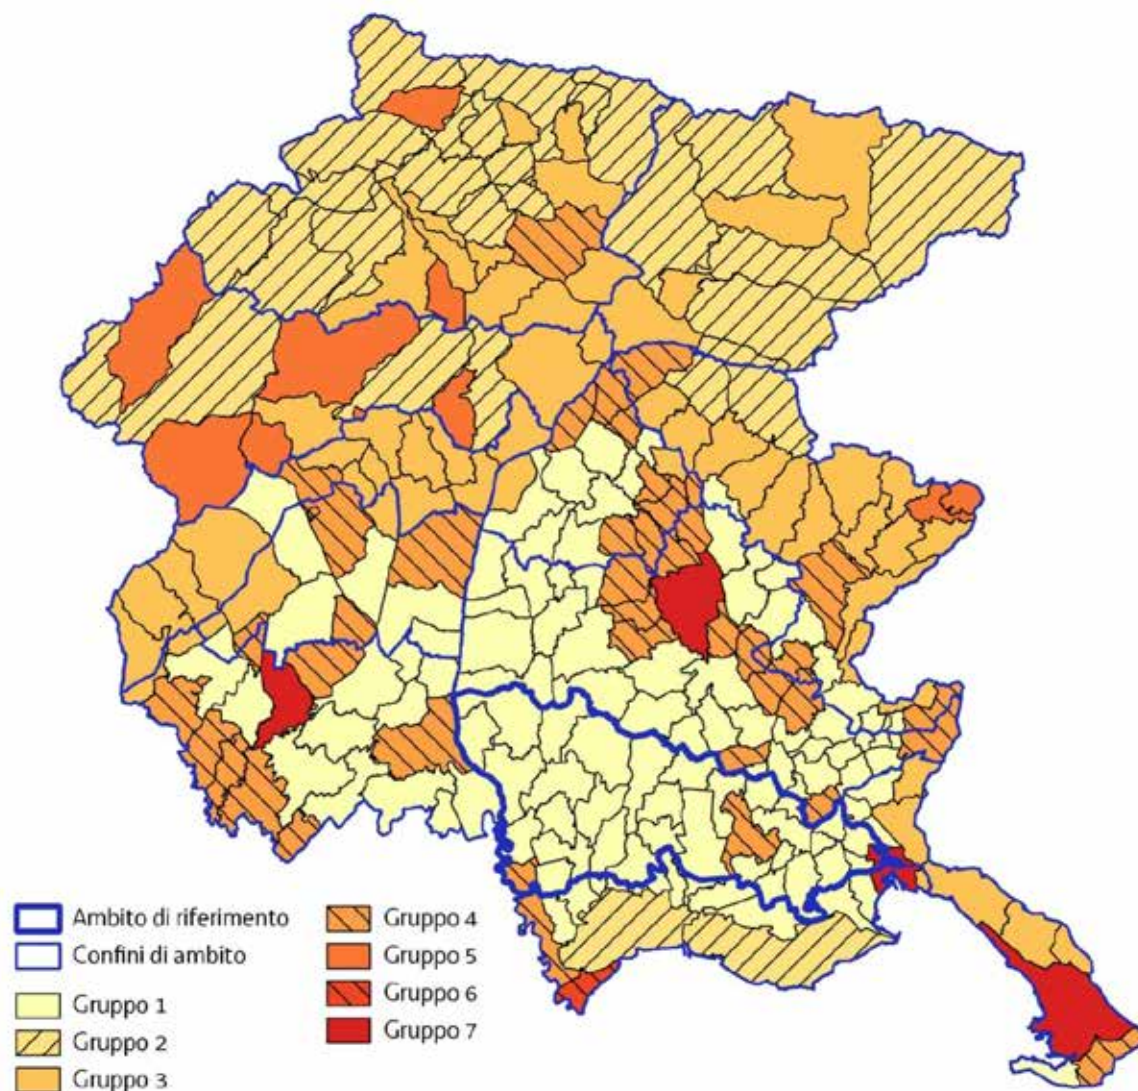 Ambito di riferimento
Confini di ambito
Gruppo 1
Gruppo 2
Gruppo 3
Gruppo 4
Gruppo 5
Gruppo 6
Gruppo 7